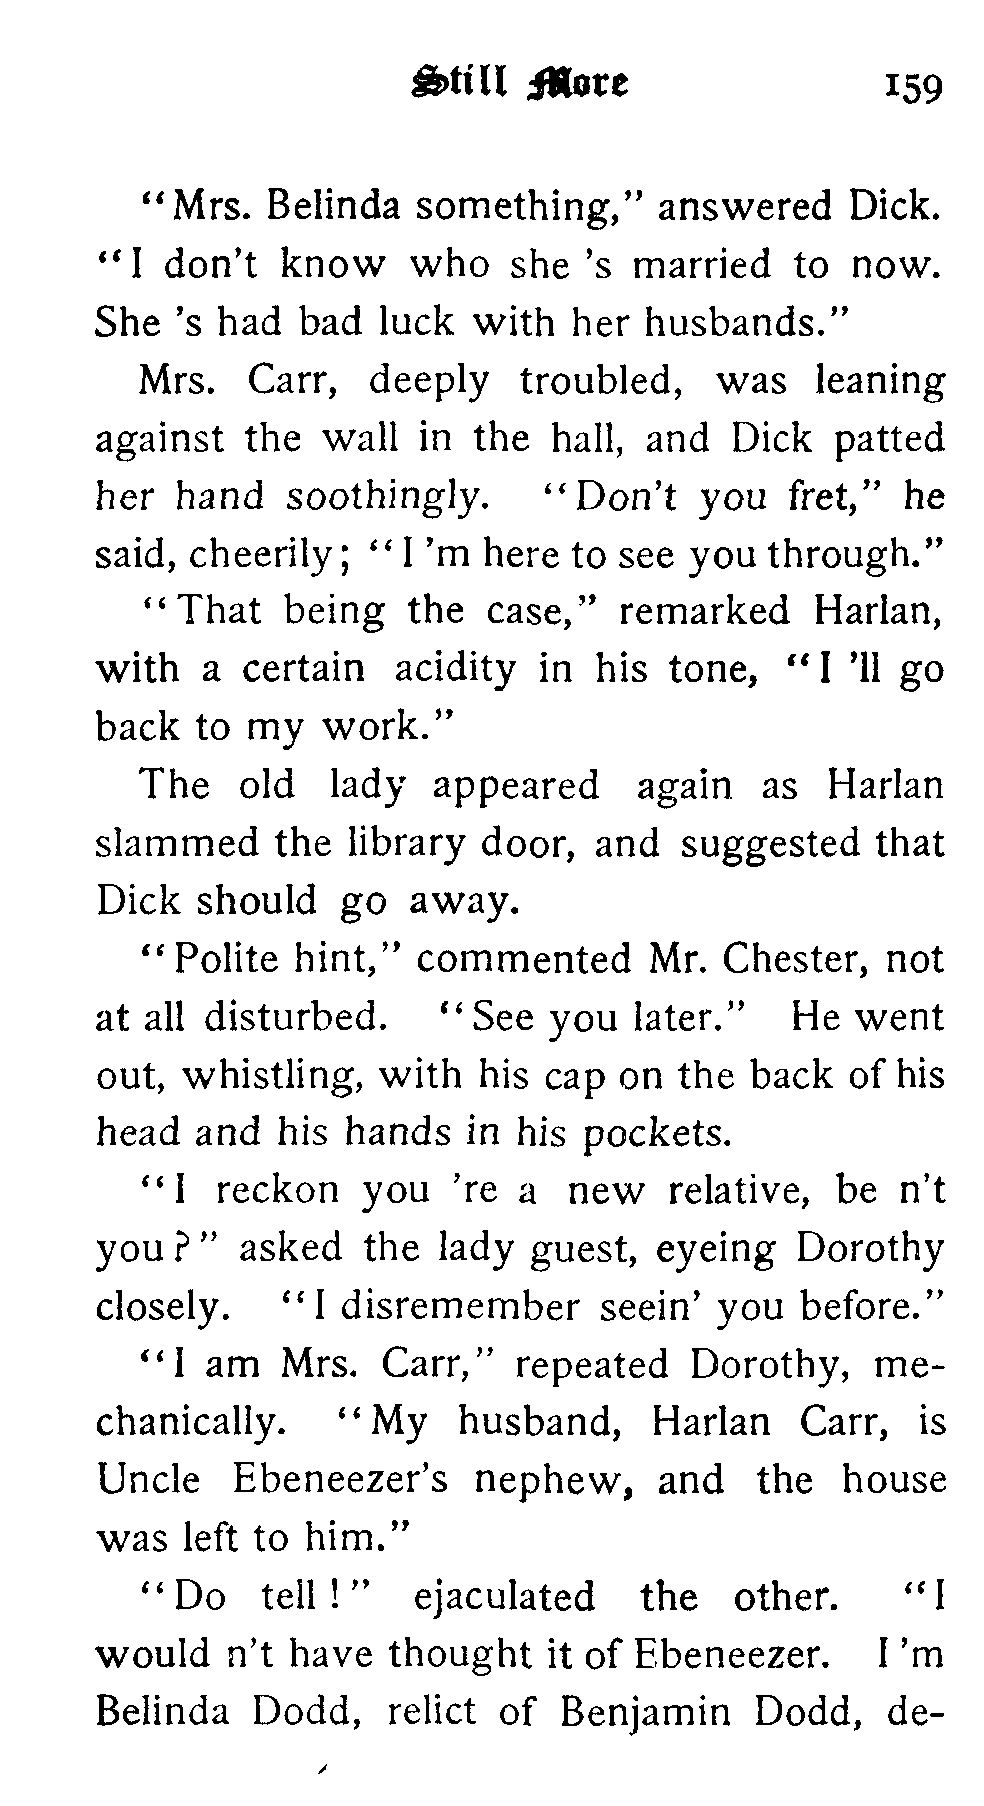 Still More 159
"Mrs. Belinda something," answered Dick.
"I don't know who she 's married to now.
She 's had bad luck with her husbands."
Mrs. Carr, deeply troubled, was leaning
against the wall in the hall, and Dick patted
her hand soothingly. "Don't you fret," he
said, cheerily; "I 'm here to see you through."
"That being the case," remarked Harlan,
with a certain acidity in his tone, "I 'll go
back to my work."
The old lady appeared again as Harlan
slammed the library door, and suggested that
Dick should go away.
"Polite hint," commented Mr. Chester, not
at all disturbed. "See you later." He went
out, whistling, with his cap on the back of his
head and his hands in his pockets.
"I reckon you 're a new relative, be n't
you?" asked the lady guest, eyeing Dorothy
closely. "I disremember seein' you before."
"I am Mrs. Carr," repeated Dorothy, me-
chanically. "My husband, Harlan Carr, is
Uncle Ebeneezer's nephew, and the house
was left to him."
"Do tell!" ejaculated the other. "I
would n't have thought it of Ebeneezer. I 'm
Belinda Dodd, relict of Benjamin Dodd, de-